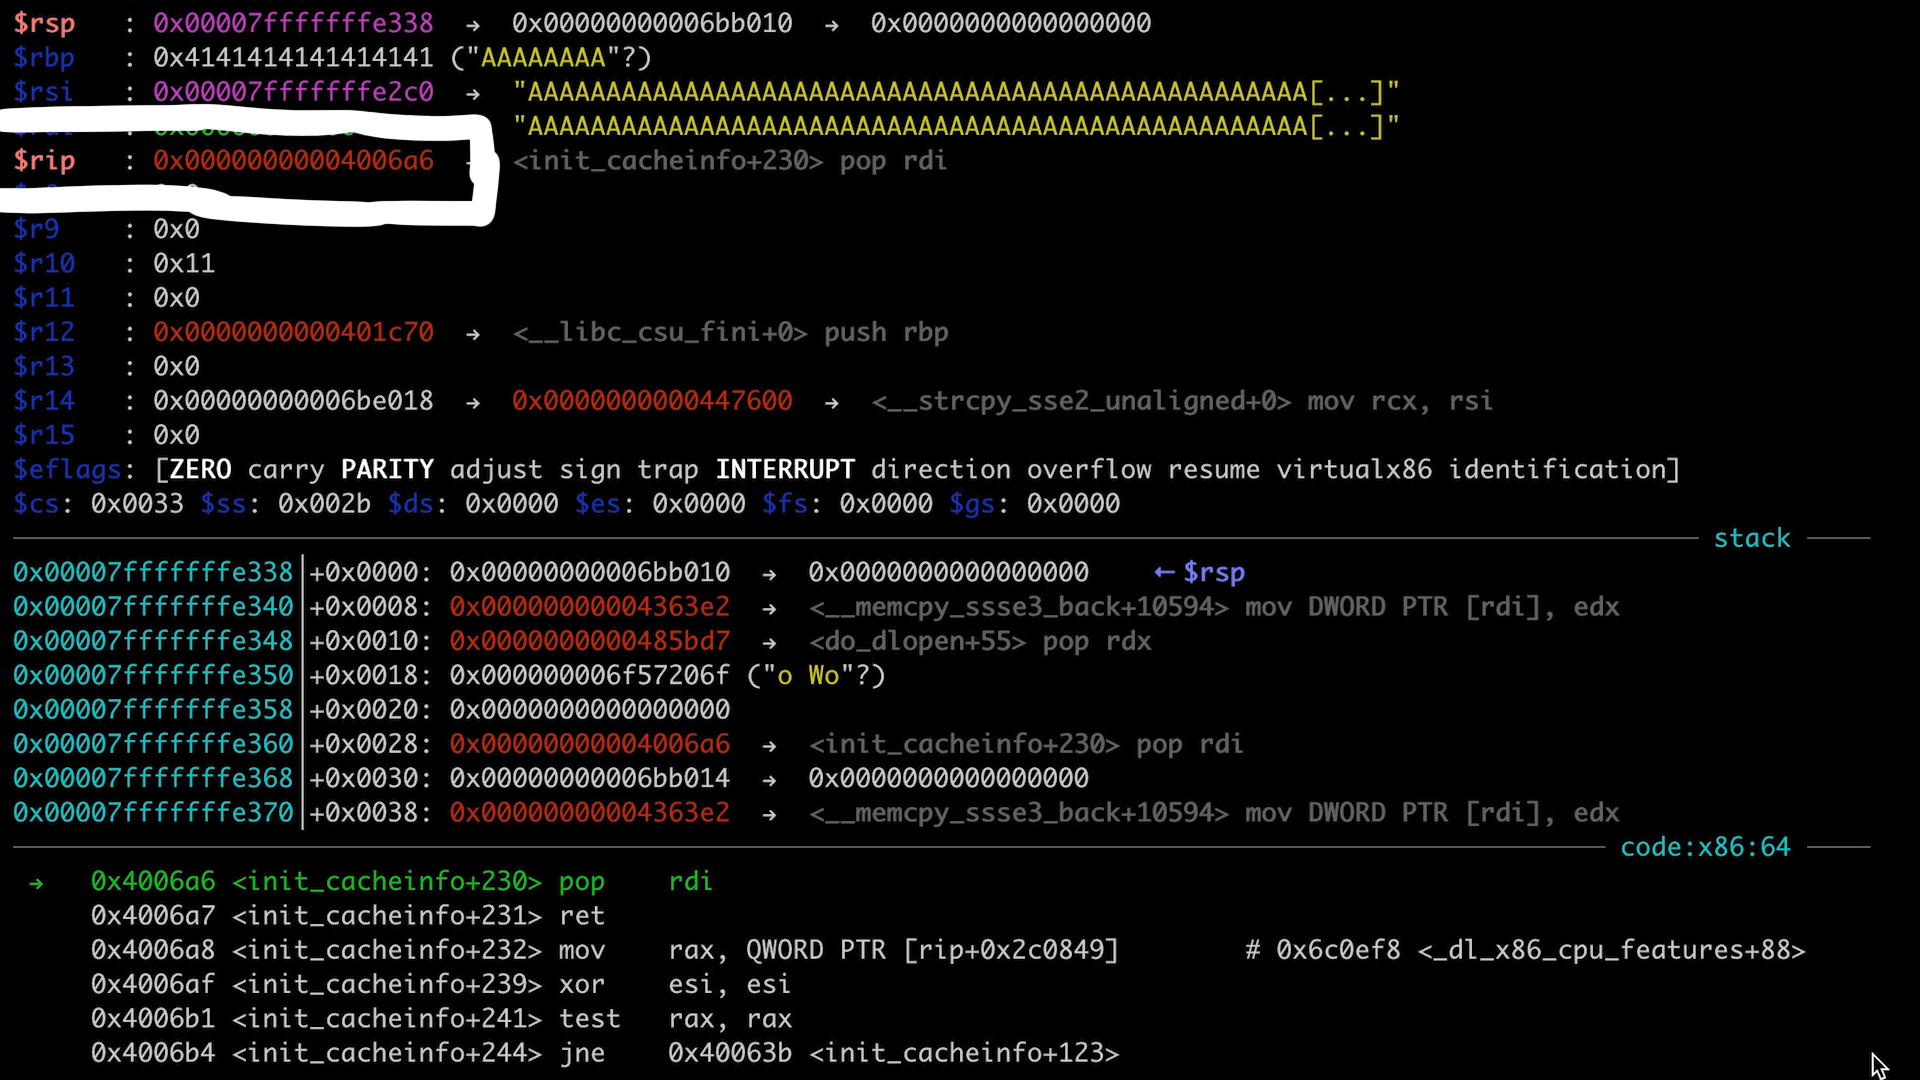 $rsp : 0x00007fffffffe338 → 0x00000000006bb010 → 0x0000000000000000
$rbp : 0x4141414141414141 ("AAAAAAAA"?)
$rsi : 0x00007fffffffe2c0 → "AAAAAAAAAAAAAAAAAAAAAAAAAAAAAAAAAAAAAAAAAAAAAAAAAA[...]"
"AAAAAAAAAAAAAAAAAAAAAAAAAAAAAAAAAAAAAAAAAAAAAAAAAA[...]"
$rip : 0x00000000004006a6 <init_cacheinfo+230> pop rdi
$r9 : 0x0
$r10 : 0x11
$r11 : 0x0
$r12 : 0x0000000000401c70 → <__libc_csu_fini+0> push rbp
$r13 : 0x0
$r14 : 0x00000000006be018 → 0x0000000000447600 → <__strcpy_sse2_unaligned+0> mov rcx, rsi
$r15 : 0x0
$eflags: [ZERO carry PARITY adjust sign trap INTERRUPT direction overflow resume virtualx86 identification]
$cs: 0x0033 $ss: 0x002b $ds: 0x0000 $es: 0x0000 $fs: 0x0000 $gs: 0x0000
stack
0x00007fffffffe338│+0x0000: 0x00000000006bb010 → 0x0000000000000000 ← $rsp
0x00007fffffffe340│+0x0008: 0x00000000004363e2 → <__memcpy_ssse3_back+10594> mov DWORD PTR [rdi], edx
0x00007fffffffe348│+0x0010: 0x0000000000485bd7 → <do_dlopen+55> pop rdx
0x00007fffffffe350│+0x0018: 0x000000006f57206f ("o Wo"?)
0x00007fffffffe358│+0x0020: 0x0000000000000000
0x00007fffffffe360│+0x0028: 0x00000000004006a6 → <init_cacheinfo+230> pop rdi
0x00007fffffffe368│+0x0030: 0x00000000006bb014 → 0x0000000000000000
0x00007fffffffe370│+0x0038: 0x00000000004363e2 → <__memcpy_ssse3_back+10594> mov DWORD PTR [rdi], edx
code:x86:64
→ 0x4006a6 <init_cacheinfo+230> pop rdi
0x4006a7 <init_cacheinfo+231> ret
0x4006a8 <init_cacheinfo+232> mov rax, QWORD PTR [rip+0x2c0849] # 0x6c0ef8 <_dl_x86_cpu_features+88>
0x4006af <init_cacheinfo+239> xor esi, esi
0x4006b1 <init_cacheinfo+241> test rax, rax
0x4006b4 <init_cacheinfo+244> jne 0x40063b <init_cacheinfo+123>